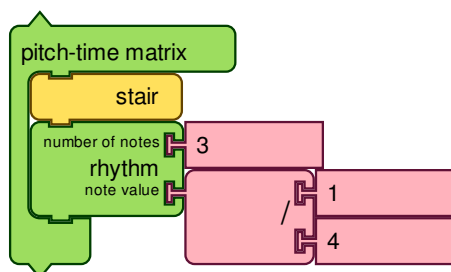 pitch-time matrix
stair
number of notes 3
rhythm
note value 1
/
4